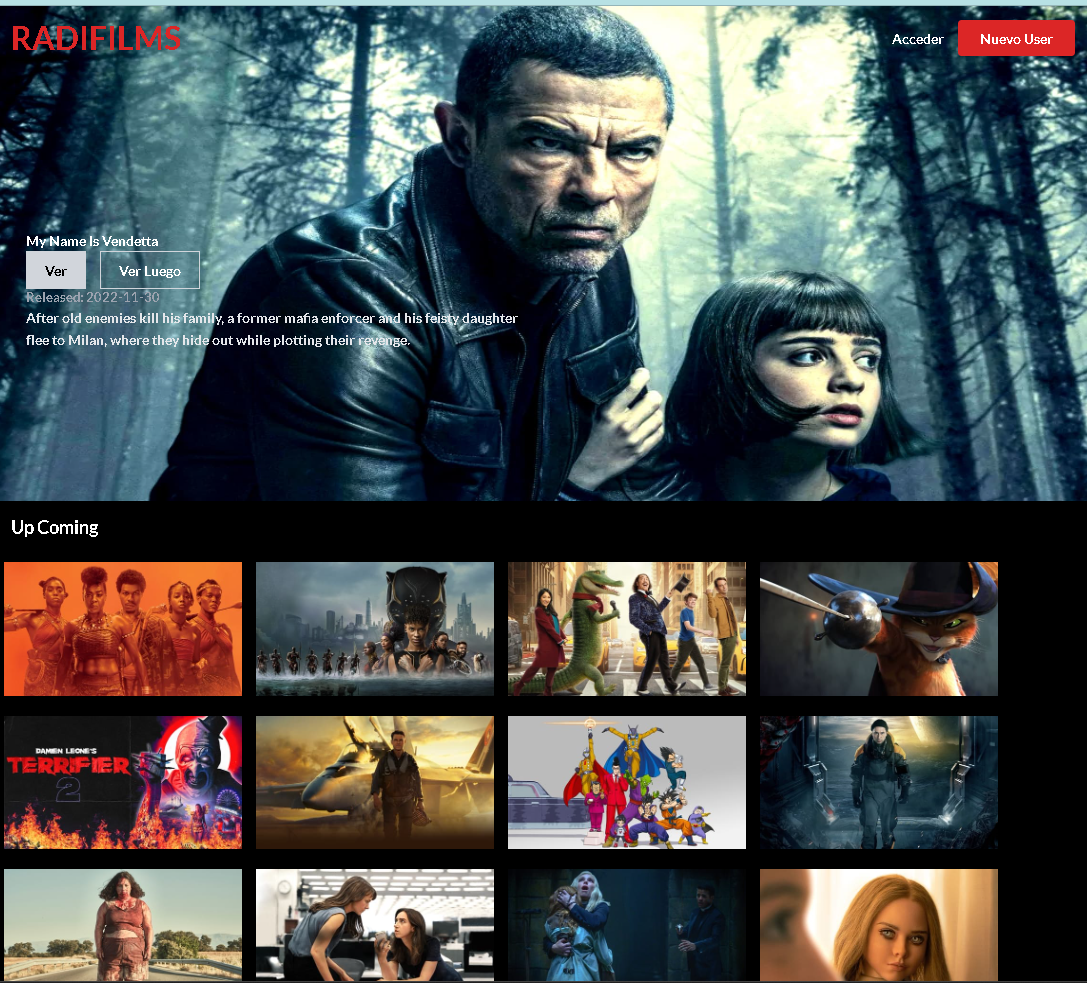 RADIFILMS
Acceder
Nuevo User
My Name Is Vendetta
Ver
Ver Luego
Released: 2022-11-30
After old enemies kill his family, a former mafia enforcer and his feisty daughter
flee to Milan, where they hide out while plotting their revenge.
Up Coming
DAMIEN LEONE'S
TERRIFIER
2